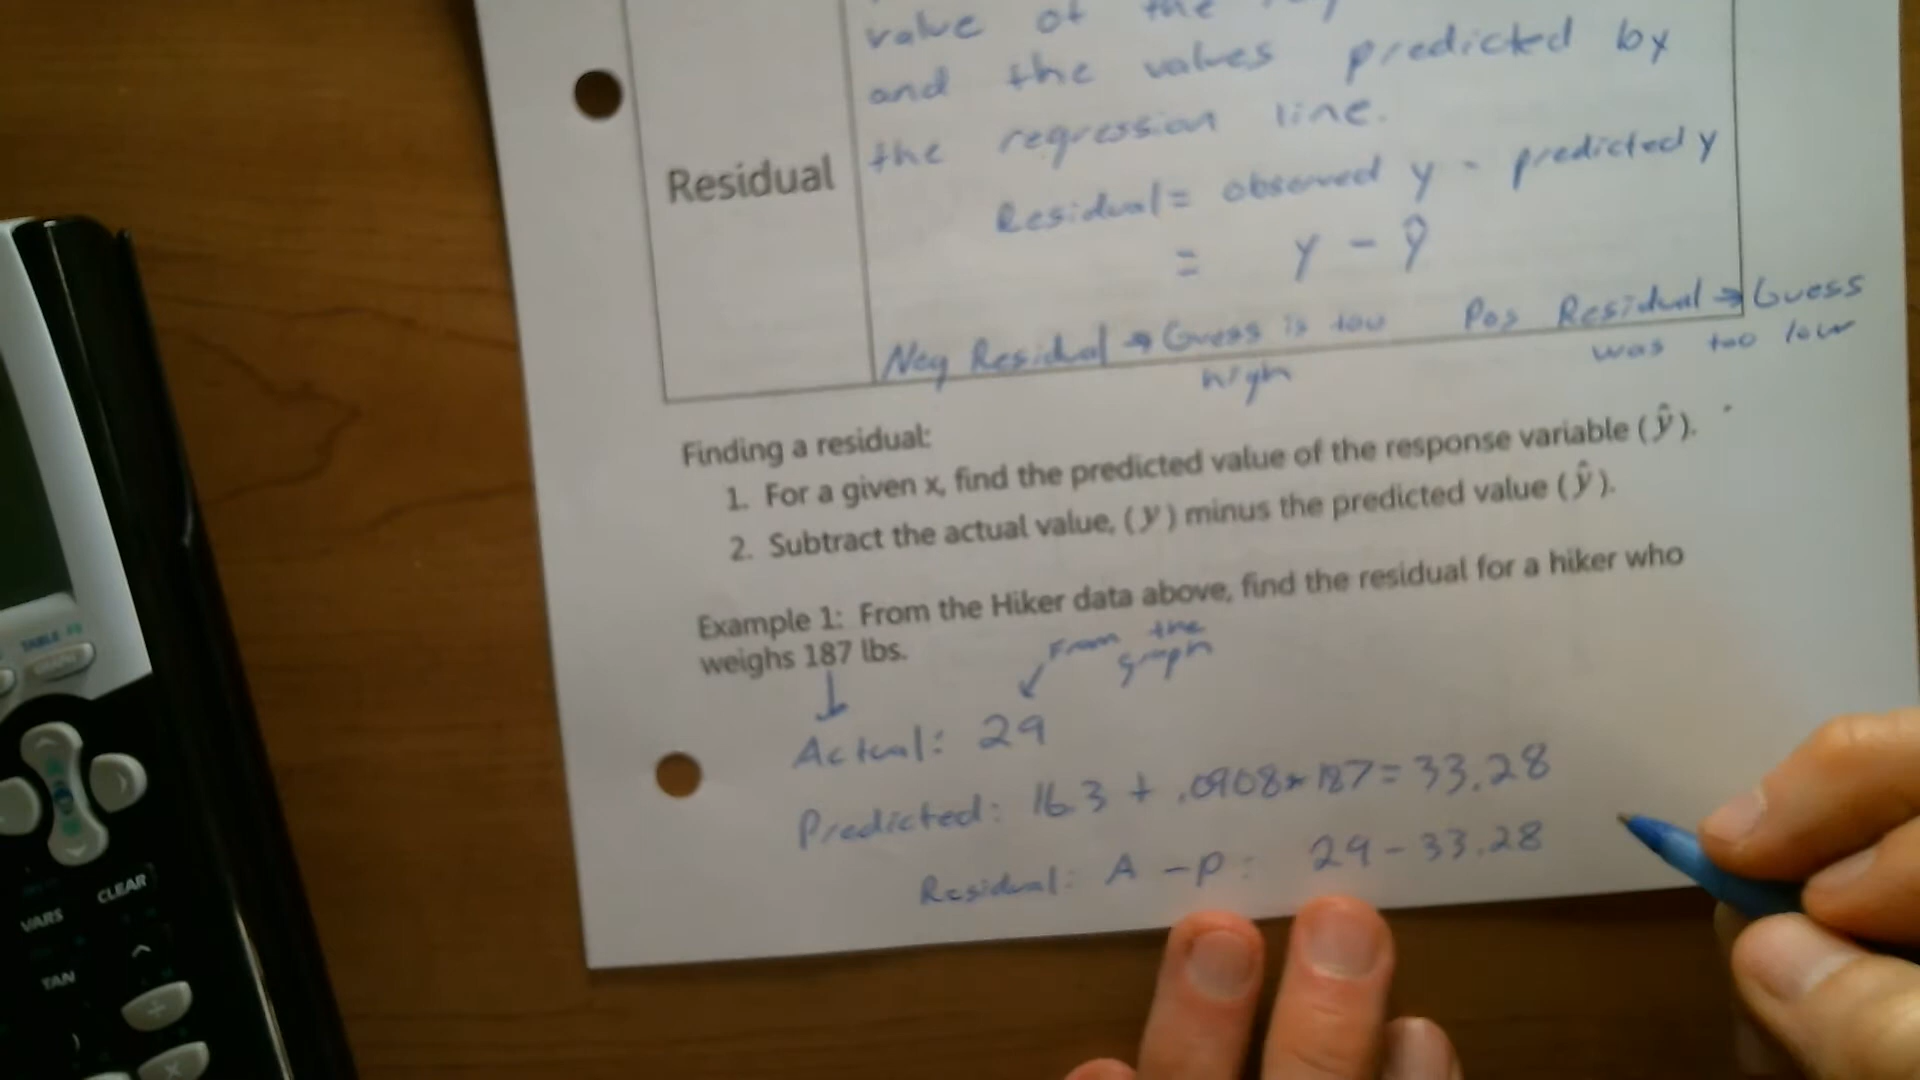 value of the
and the values predicted by
the regression line.
Residual
Residual = observed y - predicted y
= y - ŷ
Neg Residual → Guess is too high
Pos Residual → Guess was too low
Finding a residual:
1. For a given x, find the predicted value of the response variable (ŷ).
2. Subtract the actual value, (y) minus the predicted value (ŷ).
Example 1: From the Hiker data above, find the residual for a hiker who
weighs 187 lbs.
From the
graph
Actual: 29
Predicted: 16.3 + .0908*187 = 33.28
Residual: A - P: 29 - 33.28
TABLE F5
CLEAR
VARS
TAN
^
÷
)
×